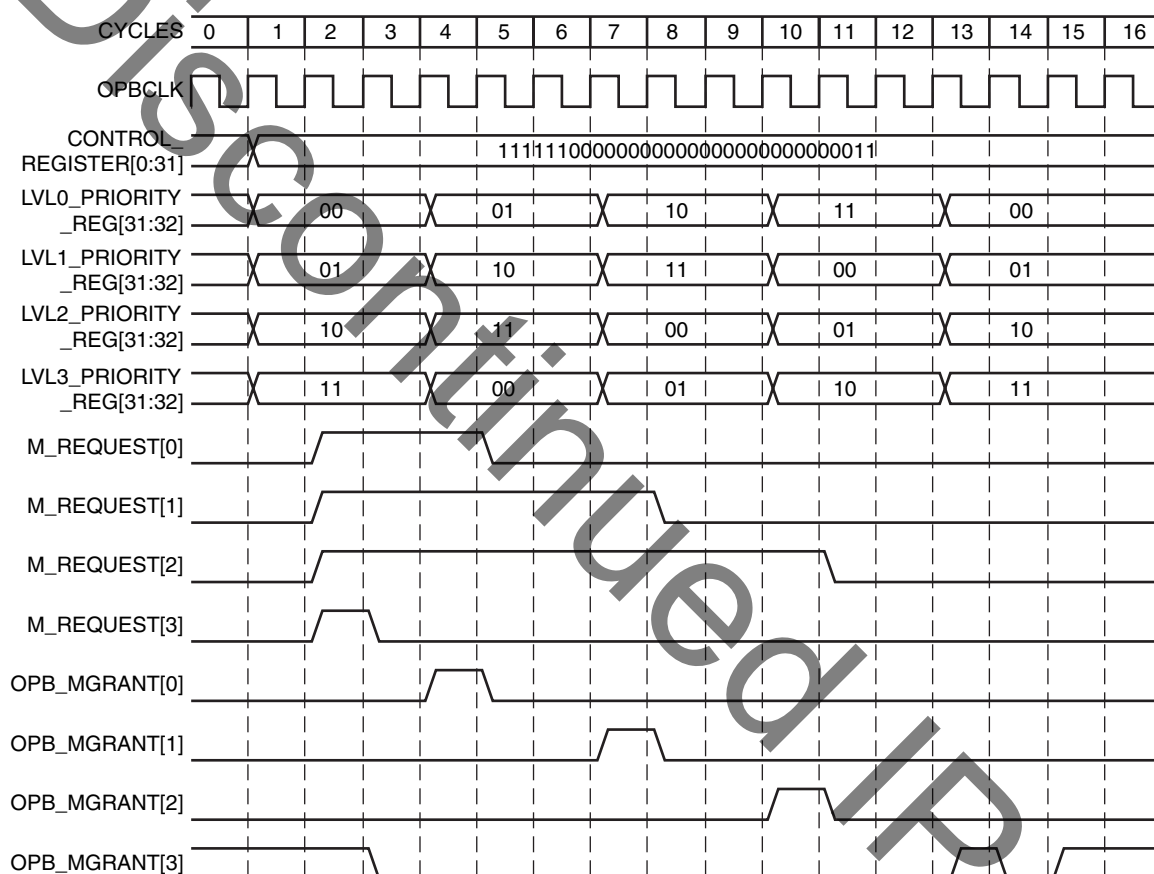 CYCLES 0 1 2 3 4 5 6 7 8 9 10 11 12 13 14 15 16
OPBCLK
CONTROL_
REGISTER[0:31]
11111100000000000000000000000011
LVL0_PRIORITY
_REG[31:32]
00 01 10 11 00
LVL1_PRIORITY
_REG[31:32]
01 10 11 00 01
LVL2_PRIORITY
_REG[31:32]
10 11 00 01 10
LVL3_PRIORITY
_REG[31:32]
11 00 01 10 11
M_REQUEST[0]
M_REQUEST[1]
M_REQUEST[2]
M_REQUEST[3]
OPB_MGRANT[0]
OPB_MGRANT[1]
OPB_MGRANT[2]
OPB_MGRANT[3]
Discontinued IP